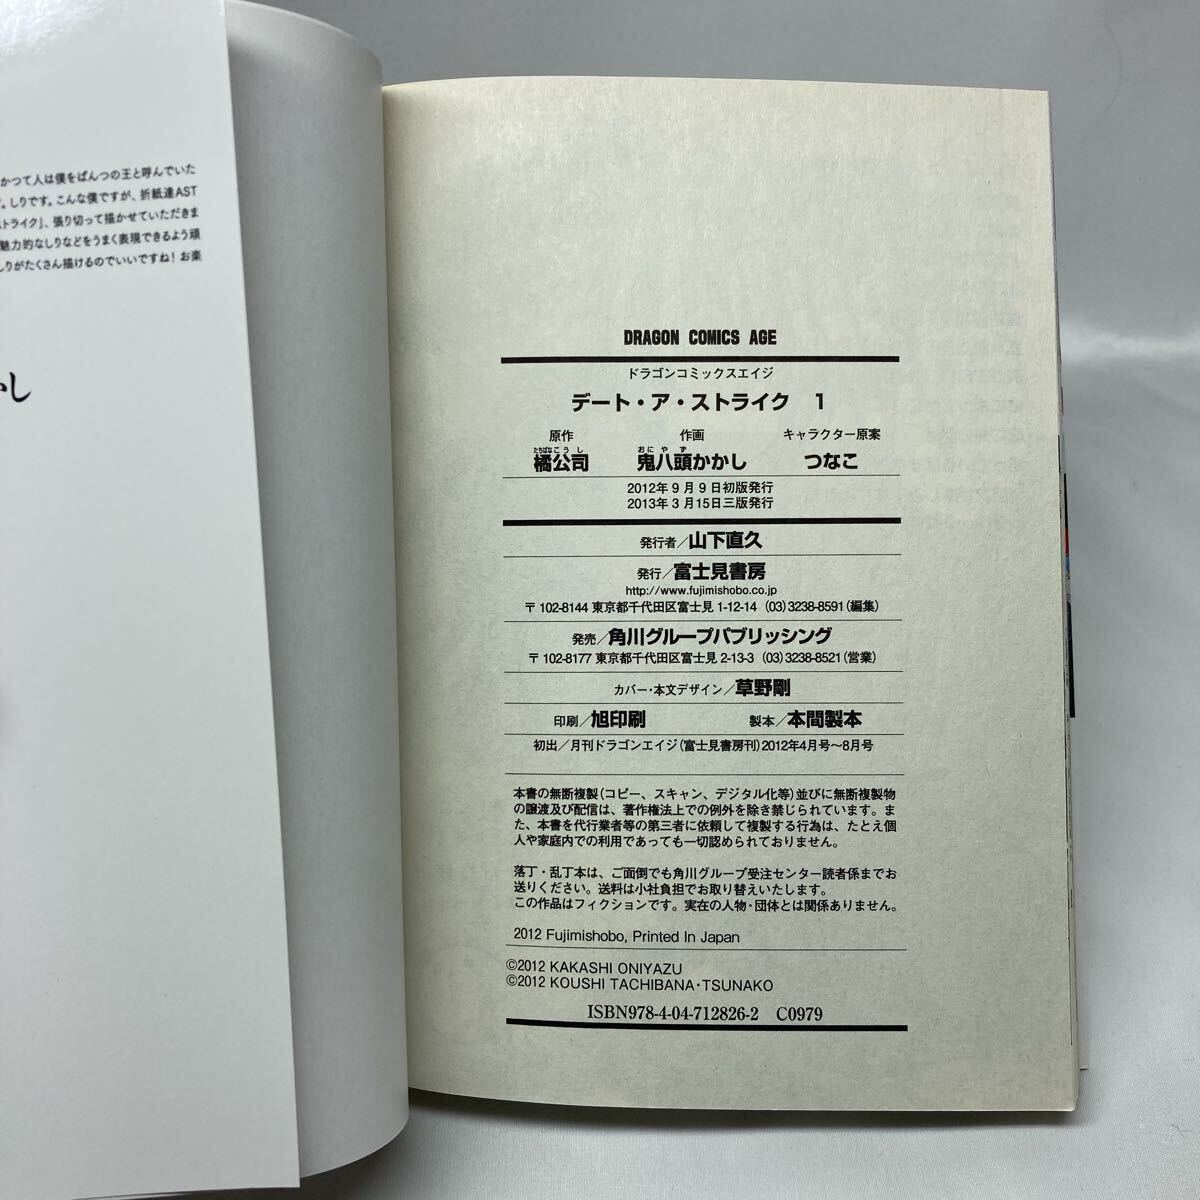 かつて人は僕をぱんつの王と呼んでいた
しりです。こんな僕ですが、折紙達AST
ストライク』、張り切って描かせていただきま
魅力的なしりなどをうまく表現できるよう頑
しりがたくさん描けるのでいいですね！お楽
かし
DRAGON COMICS AGE
ドラゴンコミックスエイジ
デート・ア・ストライク 1
原作 作画 キャラクター原案
たちばなこうし おにやず
橘公司 鬼八頭かかし つなこ
2012年9月9日初版発行
2013年3月15日三版発行
発行者／山下直久
発行／富士見書房
http://www.fujimishobo.co.jp
〒102-8144 東京都千代田区富士見 1-12-14 (03)3238-8591(編集)
発売／角川グループパブリッシング
〒102-8177 東京都千代田区富士見 2-13-3 (03)3238-8521(営業)
カバー・本文デザイン／草野剛
印刷／旭印刷 製本／本間製本
初出／月刊ドラゴンエイジ(富士見書房刊)2012年4月号〜8月号
本書の無断複製(コピー、スキャン、デジタル化等)並びに無断複製物
の譲渡及び配信は、著作権法上での例外を除き禁じられています。ま
た、本書を代行業者等の第三者に依頼して複製する行為は、たとえ個
人や家庭内での利用であっても一切認められておりません。
落丁・乱丁本は、ご面倒でも角川グループ受注センター読者係までお
送りください。送料は小社負担でお取り替えいたします。
この作品はフィクションです。実在の人物・団体とは関係ありません。
2012 Fujimishobo, Printed In Japan
©2012 KAKASHI ONIYAZU
©2012 KOUSHI TACHIBANA・TSUNAKO
ISBN978-4-04-712826-2 C0979